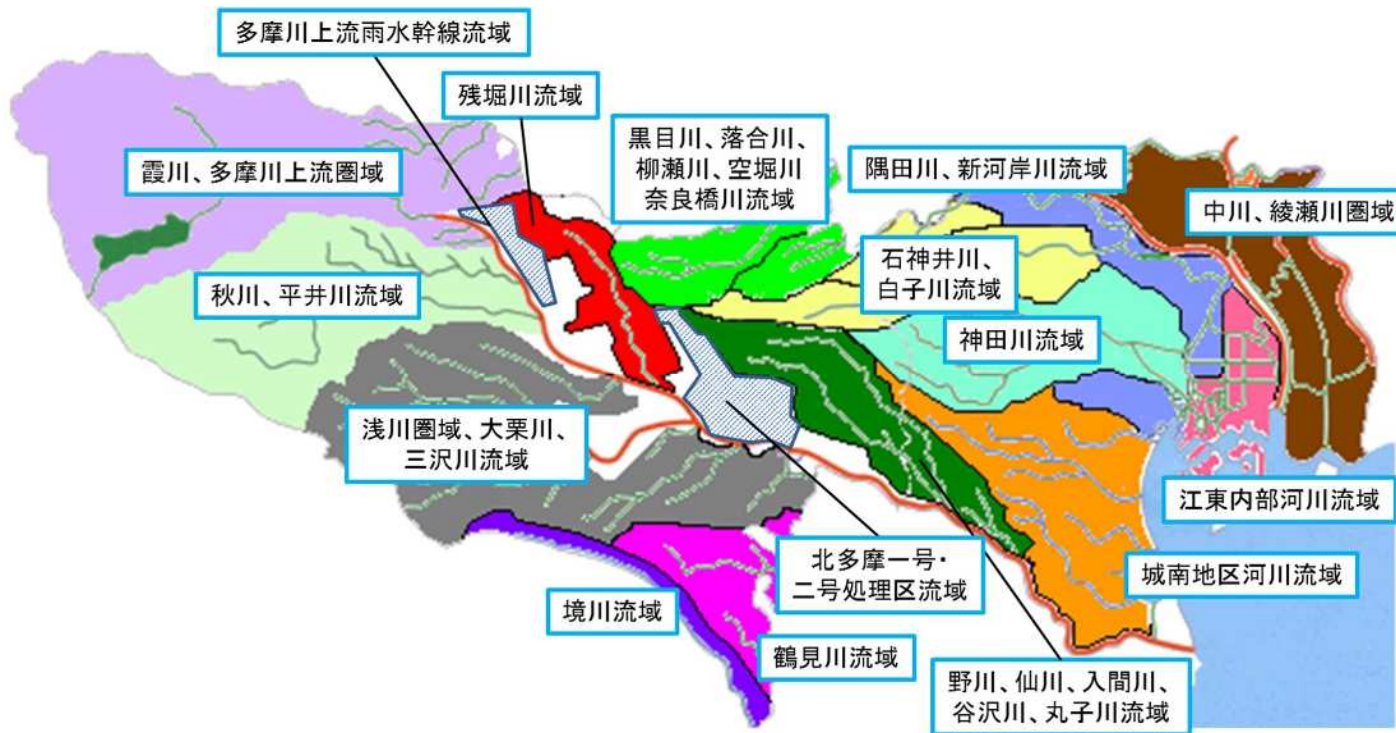 多摩川上流雨水幹線流域
残堀川流域
黒目川、落合川、
柳瀬川、空堀川
奈良橋川流域
隅田川、新河岸川流域
霞川、多摩川上流圏域
中川、綾瀬川圏域
石神井川、
白子川流域
秋川、平井川流域
神田川流域
浅川圏域、大栗川、
三沢川流域
江東内部河川流域
北多摩一号・
二号処理区流域
城南地区河川流域
境川流域
鶴見川流域
野川、仙川、入間川、
谷沢川、丸子川流域